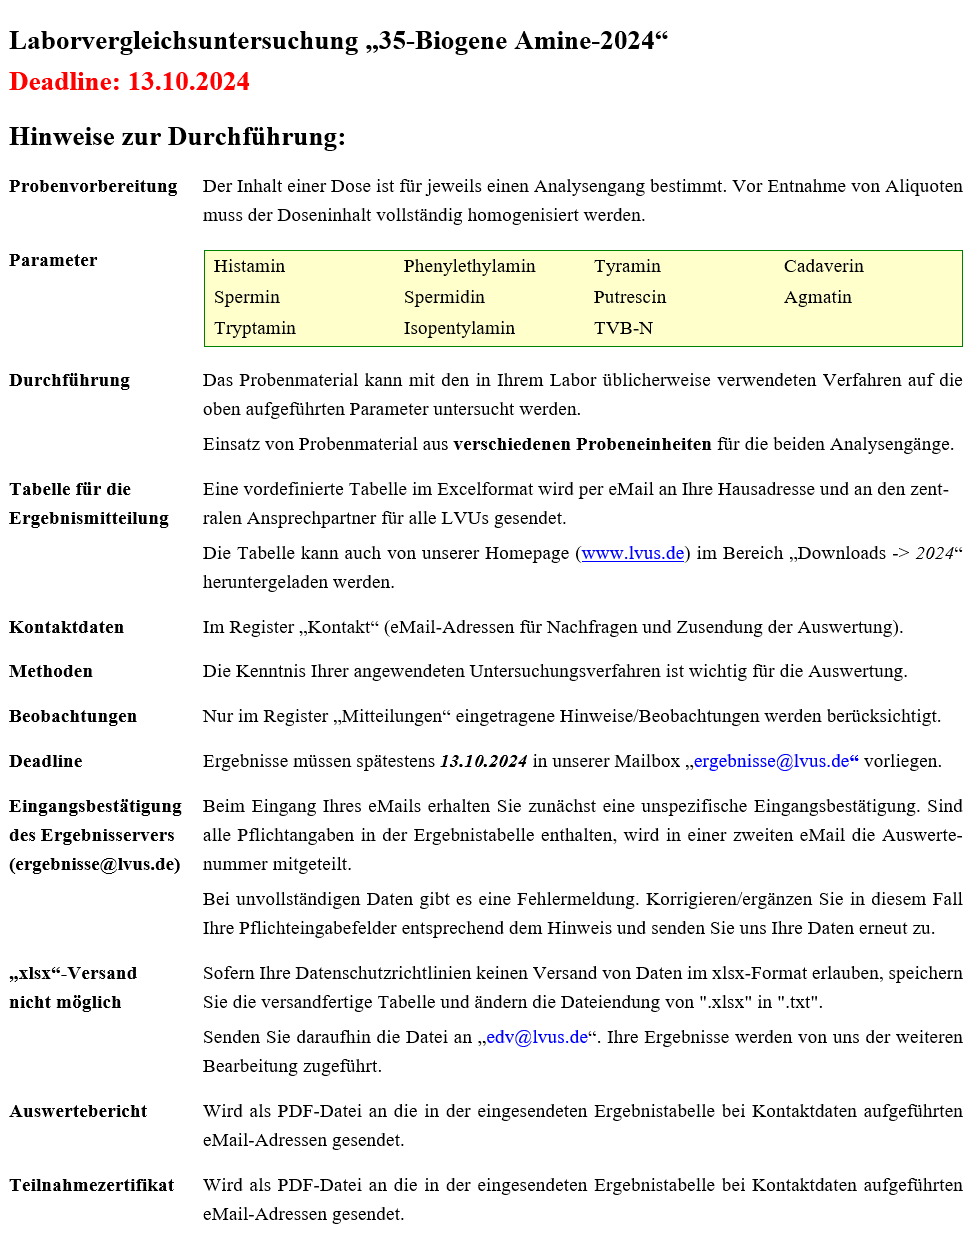 Laborvergleichsuntersuchung „35-Biogene Amine-2024“
Deadline: 13.10.2024
Hinweise zur Durchführung:
Probenvorbereitung Der Inhalt einer Dose ist für jeweils einen Analysengang bestimmt. Vor Entnahme von Aliquoten
muss der Doseninhalt vollständig homogenisiert werden.
Parameter Histamin Phenylethylamin Tyramin Cadaverin
Spermin Spermidin Putrescin Agmatin
Tryptamin Isopentylamin TVB-N
Durchführung Das Probenmaterial kann mit den in Ihrem Labor üblicherweise verwendeten Verfahren auf die
oben aufgeführten Parameter untersucht werden.
Einsatz von Probenmaterial aus verschiedenen Probeneinheiten für die beiden Analysengänge.
Tabelle für die Eine vordefinierte Tabelle im Excelformat wird per eMail an Ihre Hausadresse und an den zent-
Ergebnismitteilung ralen Ansprechpartner für alle LVUs gesendet.
Die Tabelle kann auch von unserer Homepage (www.lvus.de) im Bereich „Downloads -> 2024“
heruntergeladen werden.
Kontaktdaten Im Register „Kontakt“ (eMail-Adressen für Nachfragen und Zusendung der Auswertung).
Methoden Die Kenntnis Ihrer angewendeten Untersuchungsverfahren ist wichtig für die Auswertung.
Beobachtungen Nur im Register „Mitteilungen“ eingetragene Hinweise/Beobachtungen werden berücksichtigt.
Deadline Ergebnisse müssen spätestens 13.10.2024 in unserer Mailbox „ergebnisse@lvus.de“ vorliegen.
Eingangsbestätigung Beim Eingang Ihres eMails erhalten Sie zunächst eine unspezifische Eingangsbestätigung. Sind
des Ergebnisservers alle Pflichtangaben in der Ergebnistabelle enthalten, wird in einer zweiten eMail die Auswerte-
(ergebnisse@lvus.de) nummer mitgeteilt.
Bei unvollständigen Daten gibt es eine Fehlermeldung. Korrigieren/ergänzen Sie in diesem Fall
Ihre Pflichteingabefelder entsprechend dem Hinweis und senden Sie uns Ihre Daten erneut zu.
„xlsx“-Versand Sofern Ihre Datenschutzrichtlinien keinen Versand von Daten im xlsx-Format erlauben, speichern
nicht möglich Sie die versandfertige Tabelle und ändern die Dateiendung von ".xlsx" in ".txt".
Senden Sie daraufhin die Datei an „edv@lvus.de“. Ihre Ergebnisse werden von uns der weiteren
Bearbeitung zugeführt.
Auswertebericht Wird als PDF-Datei an die in der eingesendeten Ergebnistabelle bei Kontaktdaten aufgeführten
eMail-Adressen gesendet.
Teilnahmezertifikat Wird als PDF-Datei an die in der eingesendeten Ergebnistabelle bei Kontaktdaten aufgeführten
eMail-Adressen gesendet.